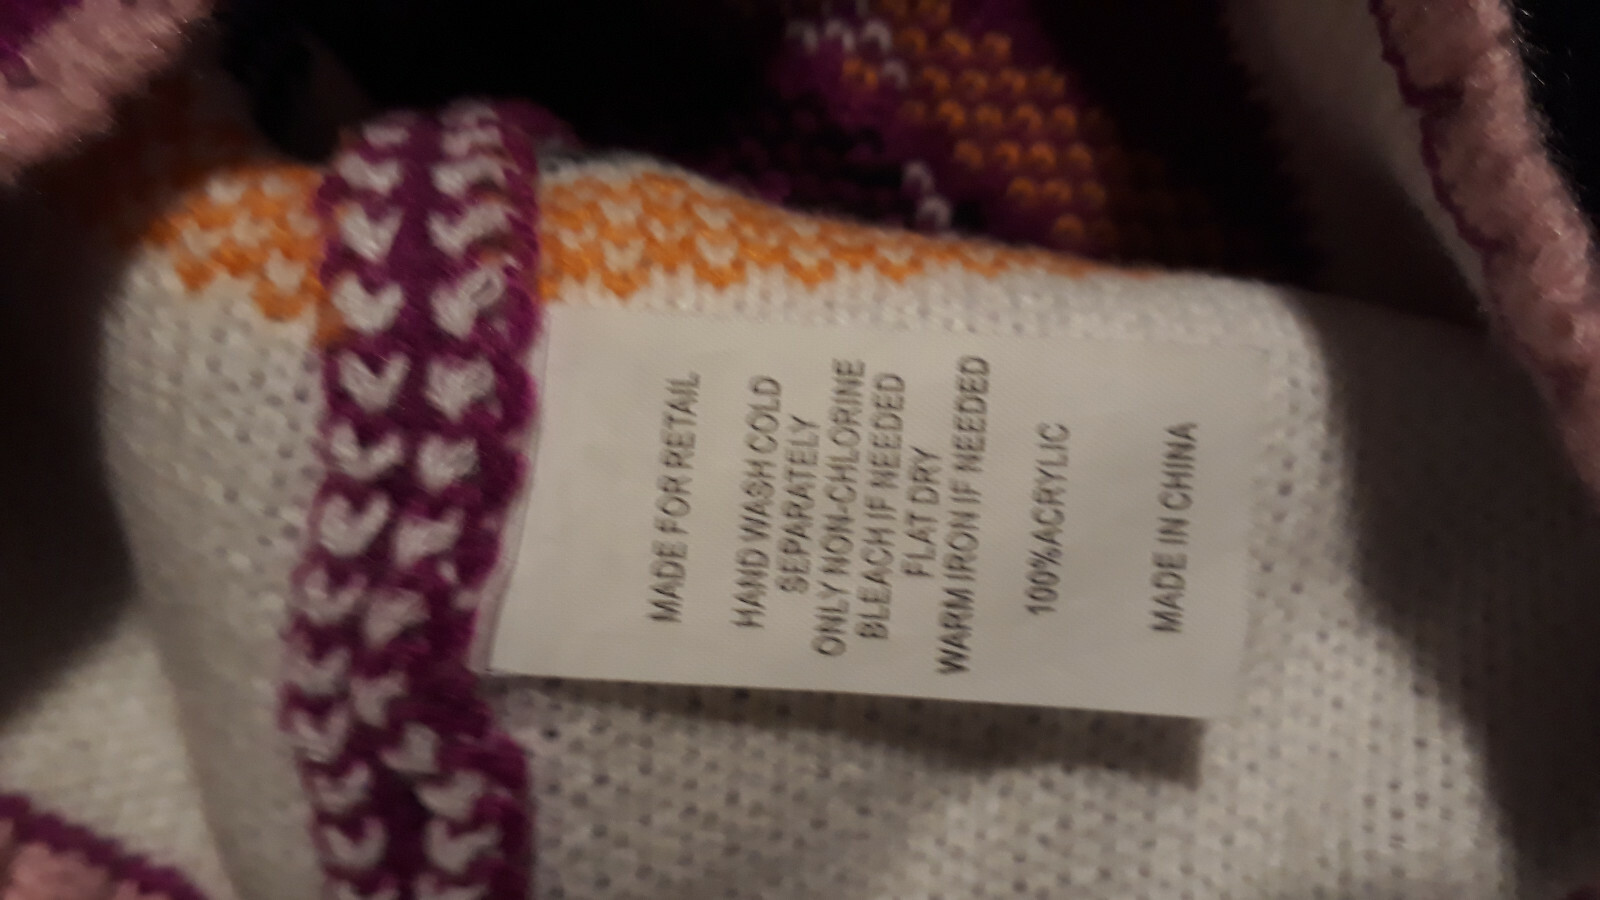 MADE FOR RETAIL
HAND WASH COLD
SEPARATELY
ONLY NON-CHLORINE
BLEACH IF NEEDED
FLAT DRY
WARM IRON IF NEEDED
100%ACRYLIC
MADE IN CHINA